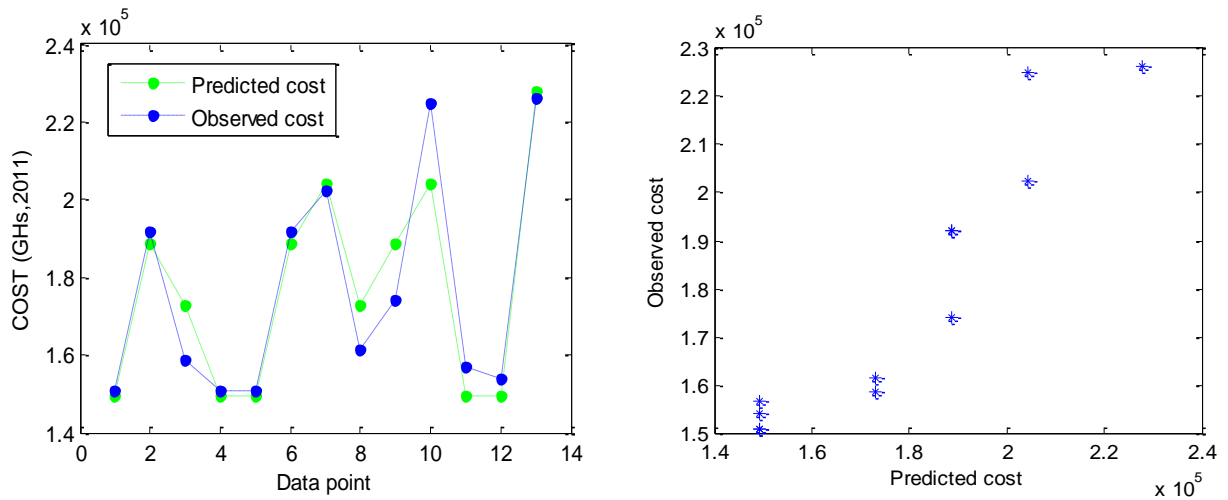 x 10^5
2.4
2.2
2
1.8
1.6
1.4
COST (GHs,2011)
Predicted cost
Observed cost
0 2 4 6 8 10 12 14
Data point
x 10^5
2.3
2.2
2.1
2
1.9
1.8
1.7
1.6
1.5
Observed cost
1.4 1.6 1.8 2 2.2 2.4
Predicted cost
x 10^5